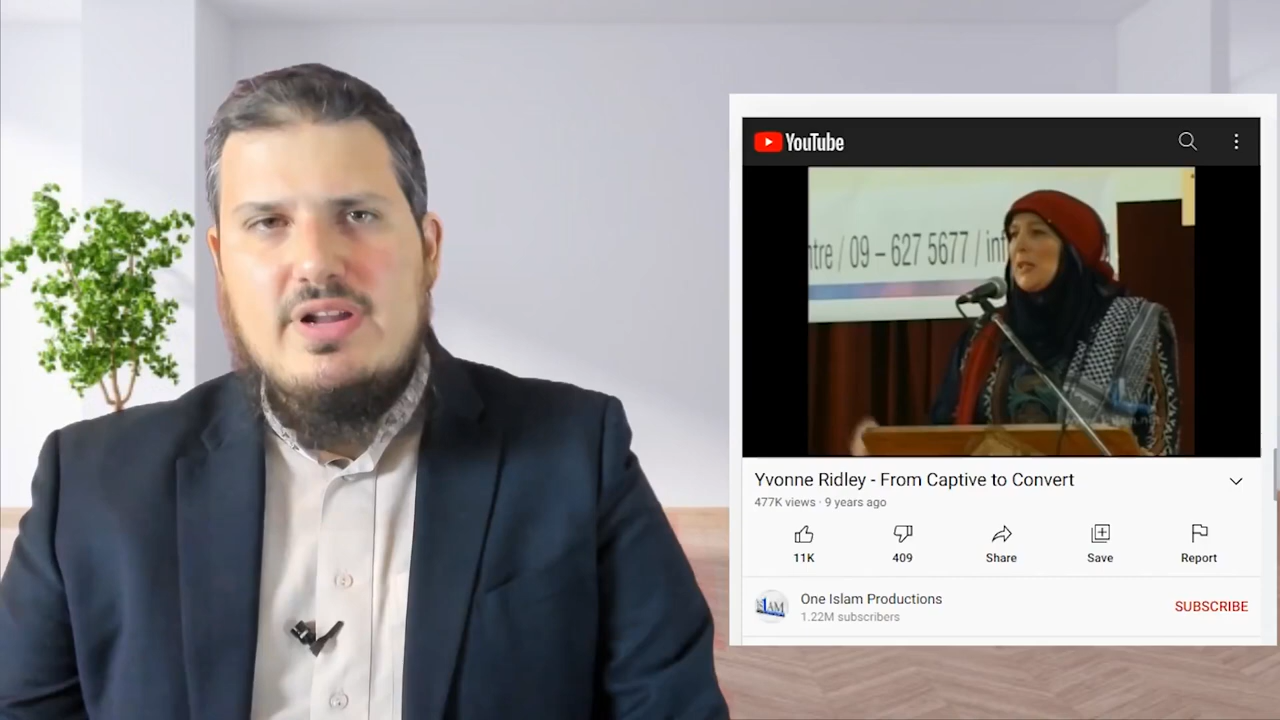 YouTube
ntre / 09 – 627 5677 / inf
Yvonne Ridley - From Captive to Convert
477K views · 9 years ago
11K
409
Share
Save
Report
ISLAM
One Islam Productions
1.22M subscribers
SUBSCRIBE